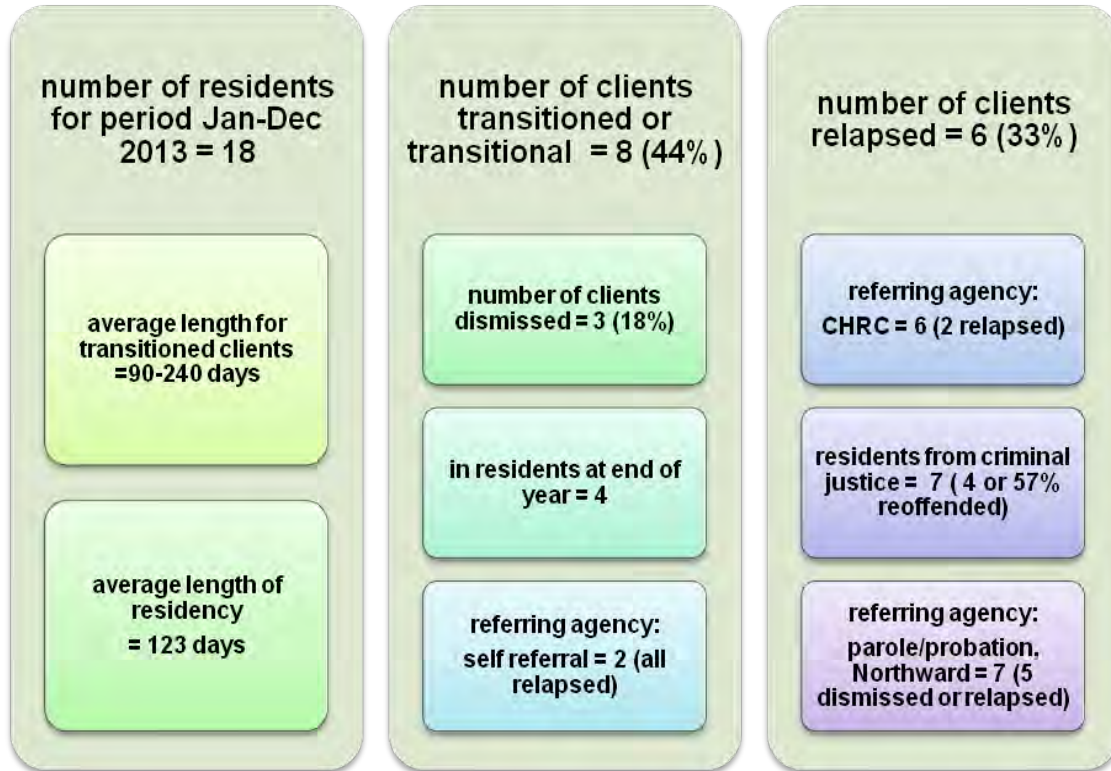 number of residents
for period Jan-Dec
2013 = 18
average length for
transitioned clients
=90-240 days
average length of
residency
= 123 days
number of clients
transitioned or
transitional = 8 (44%)
number of clients
dismissed = 3 (18%)
in residents at end of
year = 4
referring agency:
self referral = 2 (all
relapsed)
number of clients
relapsed = 6 (33%)
referring agency:
CHRC = 6 (2 relapsed)
residents from criminal
justice = 7 ( 4 or 57%
reoffended)
referring agency:
parole/probation,
Northward = 7 (5
dismissed or relapsed)